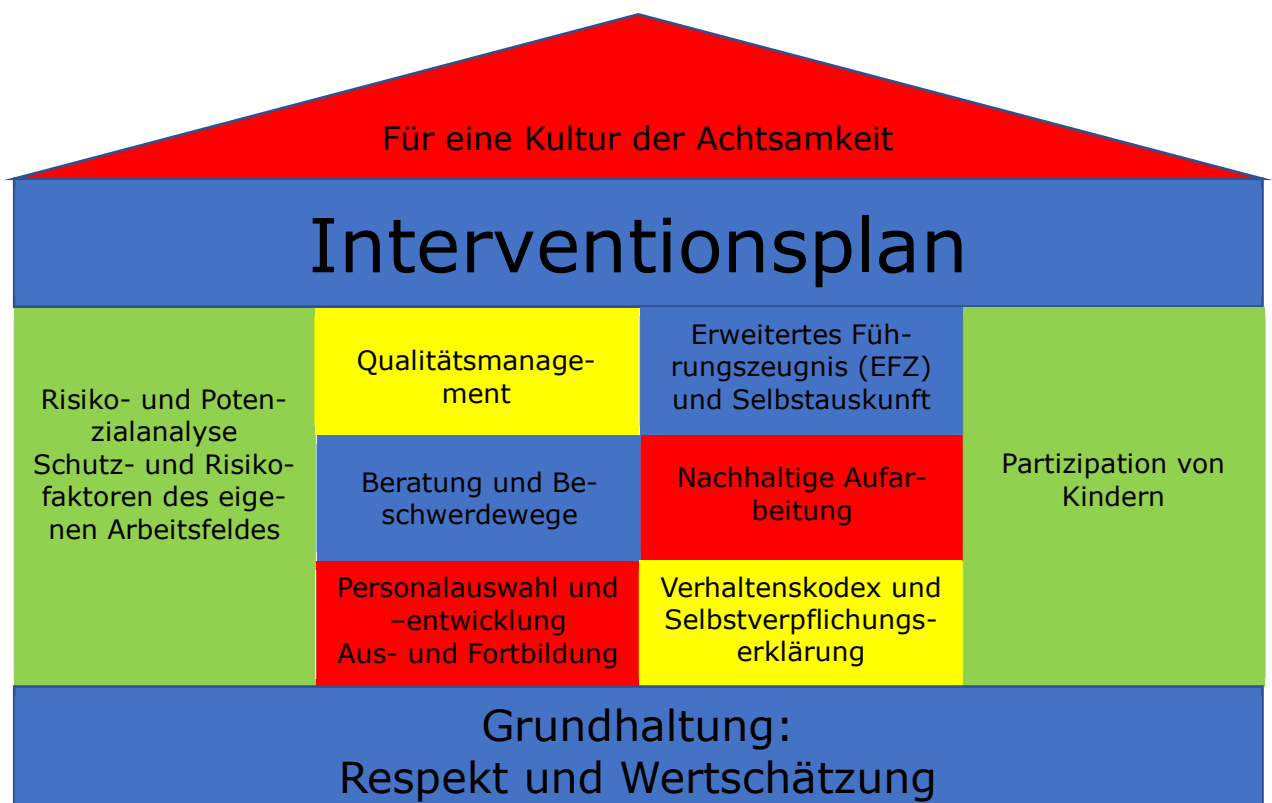 Für eine Kultur der Achtsamkeit
Interventionsplan
Risiko- und Poten-
zialanalyse
Schutz- und Risiko-
faktoren des eige-
nen Arbeitsfeldes
Qualitätsmanage-
ment
Erweitertes Füh-
rungszeugnis (EFZ)
und Selbstauskunft
Beratung und Be-
schwerdewege
Nachhaltige Aufar-
beitung
Personalauswahl und
–entwicklung
Aus- und Fortbildung
Verhaltenskodex und
Selbstverpflichungs-
erklärung
Partizipation von
Kindern
Grundhaltung:
Respekt und Wertschätzung